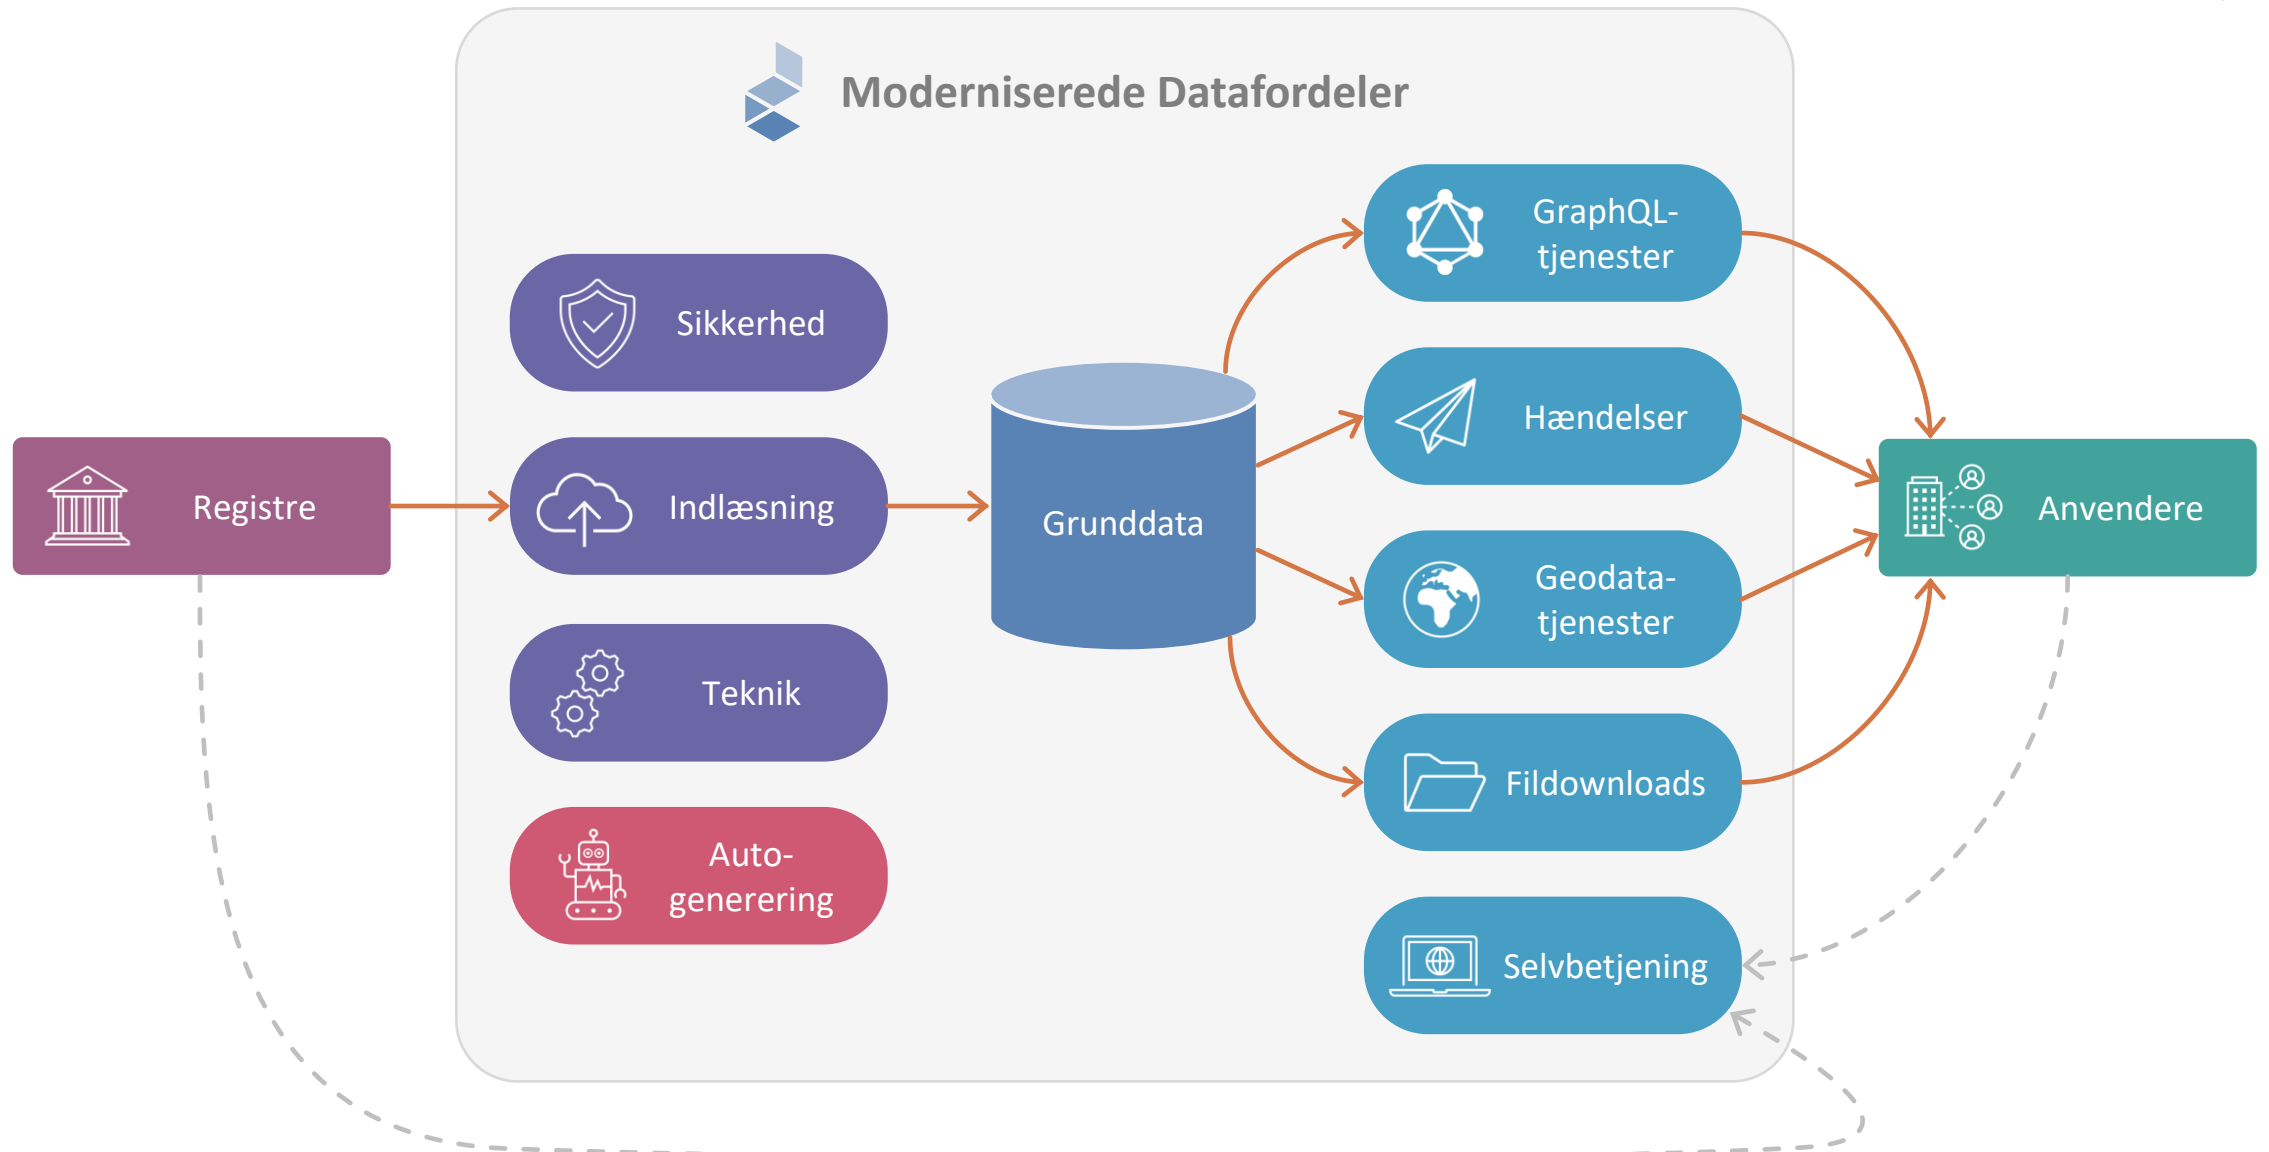 Moderniserede Datafordeler
Registre
Sikkerhed
Indlæsning
Teknik
Auto-
generering
Grunddata
GraphQL-
tjenester
Hændelser
Geodata-
tjenester
Fildownloads
Selvbetjening
Anvendere